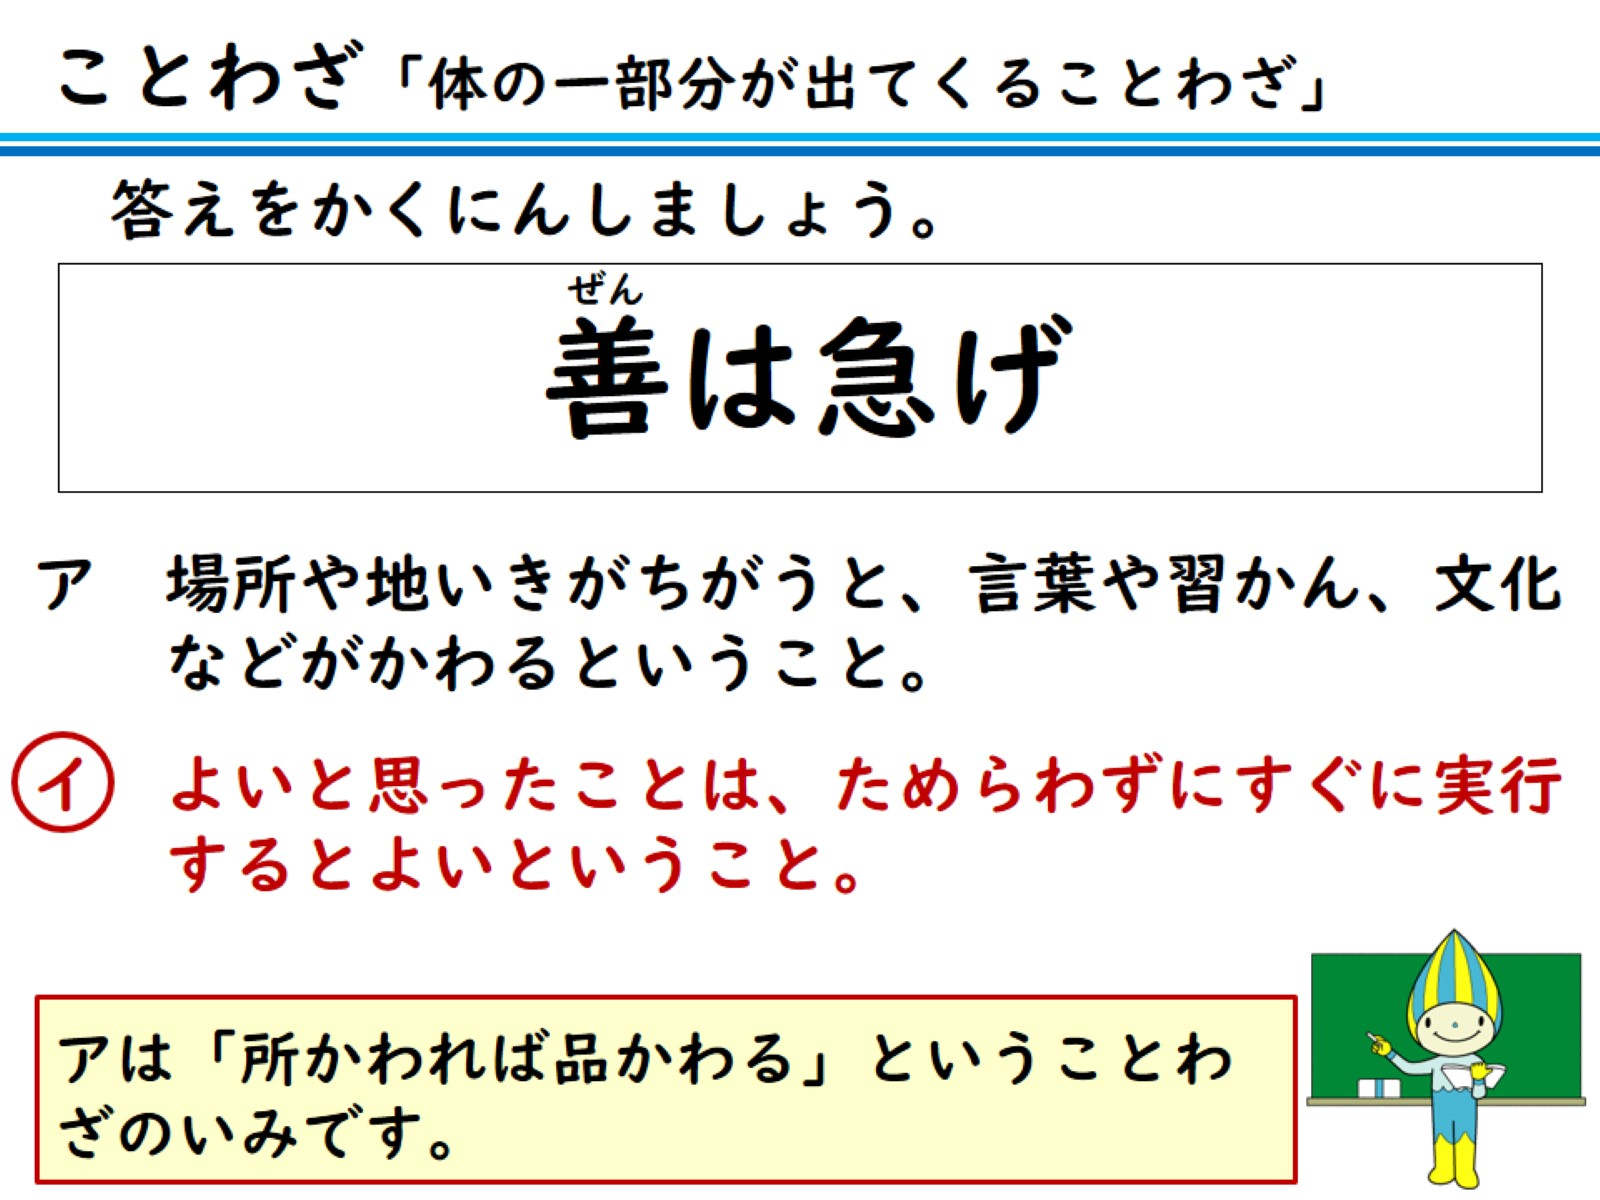 ことわざ「体の一部分が出てくることわざ」
答えをかくにんしましょう。
ぜん
善は急げ
ア　場所や地いきがちがうと、言葉や習かん、文化
などがかわるということ。
イ　よいと思ったことは、ためらわずにすぐに実行
するとよいということ。
アは「所かわれば品かわる」ということわ
ざのいみです。